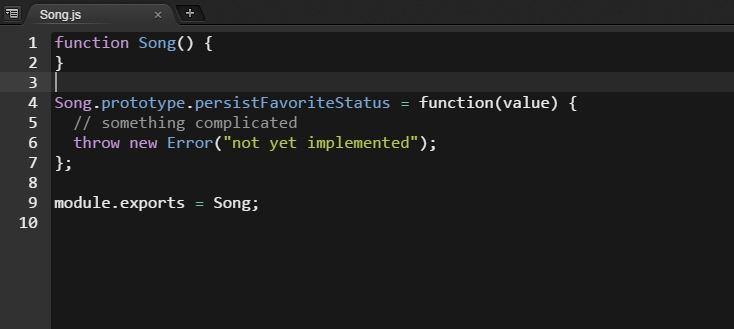 Song.js × +
1 function Song() {
2 }
3
4 Song.prototype.persistFavoriteStatus = function(value) {
5   // something complicated
6   throw new Error("not yet implemented");
7 };
8
9 module.exports = Song;
10